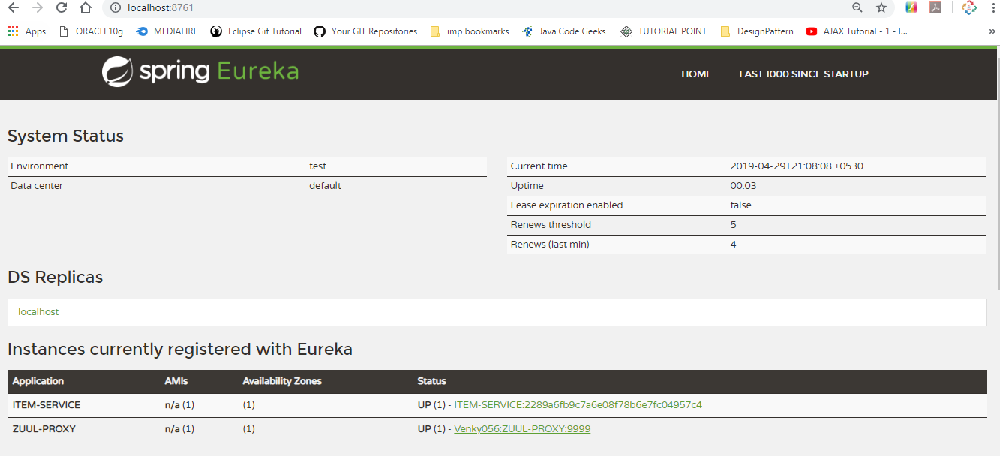 localhost:8761
Apps ORACLE10g MEDIAFIRE Eclipse Git Tutorial Your GIT Repositories imp bookmarks Java Code Geeks TUTORIAL POINT DesignPattern AJAX Tutorial - 1 - I... »
spring Eureka
HOME LAST 1000 SINCE STARTUP
System Status
Environment test
Data center default
Current time 2019-04-29T21:08:08 +0530
Uptime 00:03
Lease expiration enabled false
Renews threshold 5
Renews (last min) 4
DS Replicas
localhost
Instances currently registered with Eureka
Application AMIs Availability Zones Status
ITEM-SERVICE n/a (1) (1) UP (1) - ITEM-SERVICE:2289a6fb9c7a6e08f78b6e7fc04957c4
ZUUL-PROXY n/a (1) (1) UP (1) - Venky056:ZUUL-PROXY:9999